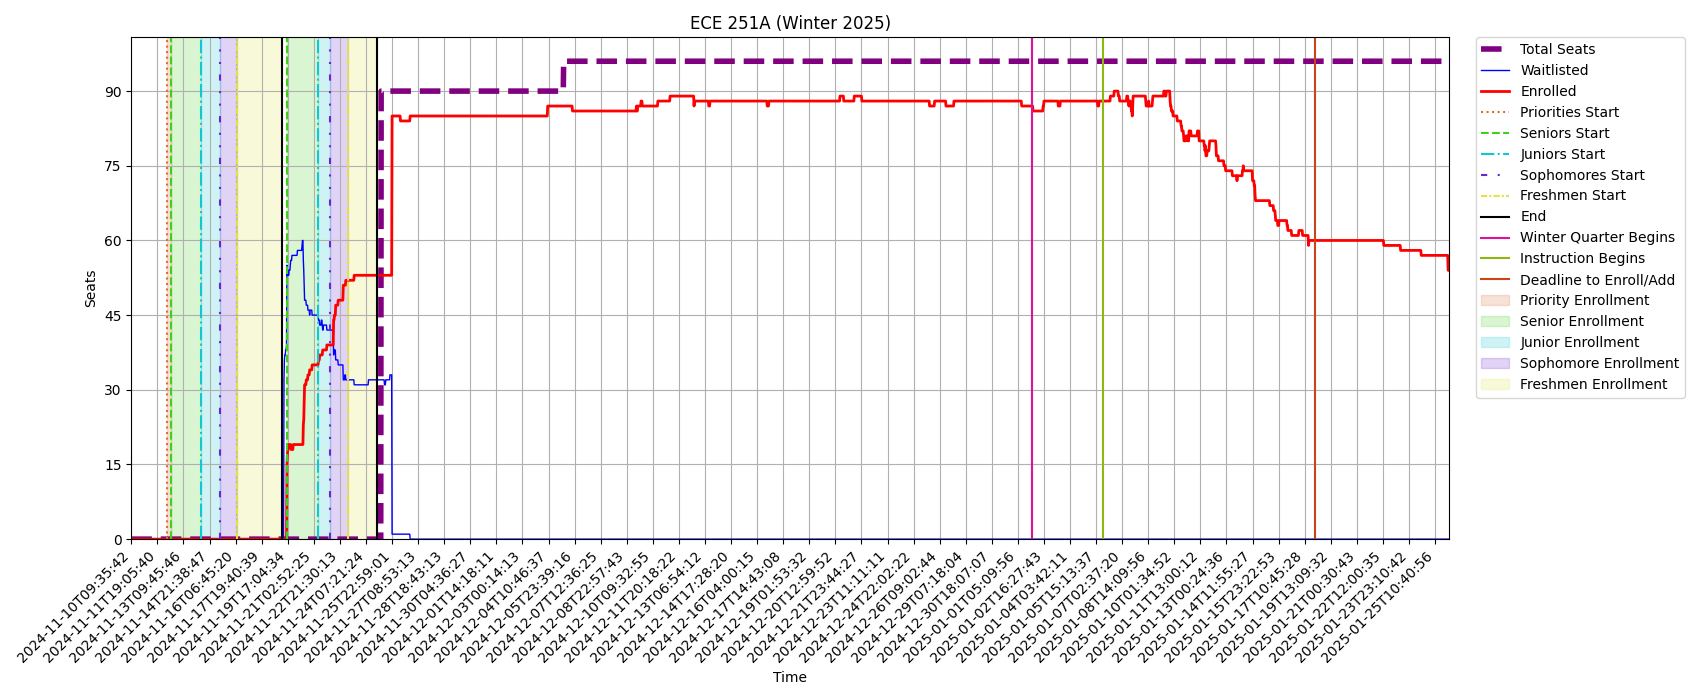 ECE 251A (Winter 2025)
Seats
90
75
60
45
30
15
0
2024-11-10T09:35:42
2024-11-11T19:05:40
2024-11-13T09:45:46
2024-11-14T21:38:47
2024-11-16T06:45:20
2024-11-17T19:40:39
2024-11-19T17:04:34
2024-11-21T02:52:25
2024-11-22T21:30:13
2024-11-24T07:21:24
2024-11-25T22:59:01
2024-11-27T08:53:13
2024-11-28T18:43:13
2024-11-30T04:36:27
2024-12-01T14:18:11
2024-12-03T00:14:13
2024-12-04T10:46:37
2024-12-05T23:39:16
2024-12-07T12:36:25
2024-12-08T22:57:43
2024-12-10T09:32:55
2024-12-11T20:18:22
2024-12-13T06:54:12
2024-12-14T17:28:20
2024-12-16T04:00:15
2024-12-17T14:43:08
2024-12-19T01:53:32
2024-12-20T12:59:52
2024-12-21T23:44:27
2024-12-23T11:11:11
2024-12-24T22:02:22
2024-12-26T09:02:44
2024-12-29T07:18:04
2024-12-30T18:07:07
2025-01-01T05:09:56
2025-01-02T16:27:43
2025-01-04T03:42:11
2025-01-05T15:13:37
2025-01-07T02:37:20
2025-01-08T14:09:56
2025-01-10T01:34:52
2025-01-11T13:00:12
2025-01-13T00:24:36
2025-01-14T11:55:27
2025-01-15T23:22:53
2025-01-17T10:45:28
2025-01-19T13:09:32
2025-01-21T00:30:43
2025-01-22T12:00:35
2025-01-23T23:10:42
2025-01-25T10:40:56
Time
Total Seats
Waitlisted
Enrolled
Priorities Start
Seniors Start
Juniors Start
Sophomores Start
Freshmen Start
End
Winter Quarter Begins
Instruction Begins
Deadline to Enroll/Add
Priority Enrollment
Senior Enrollment
Junior Enrollment
Sophomore Enrollment
Freshmen Enrollment